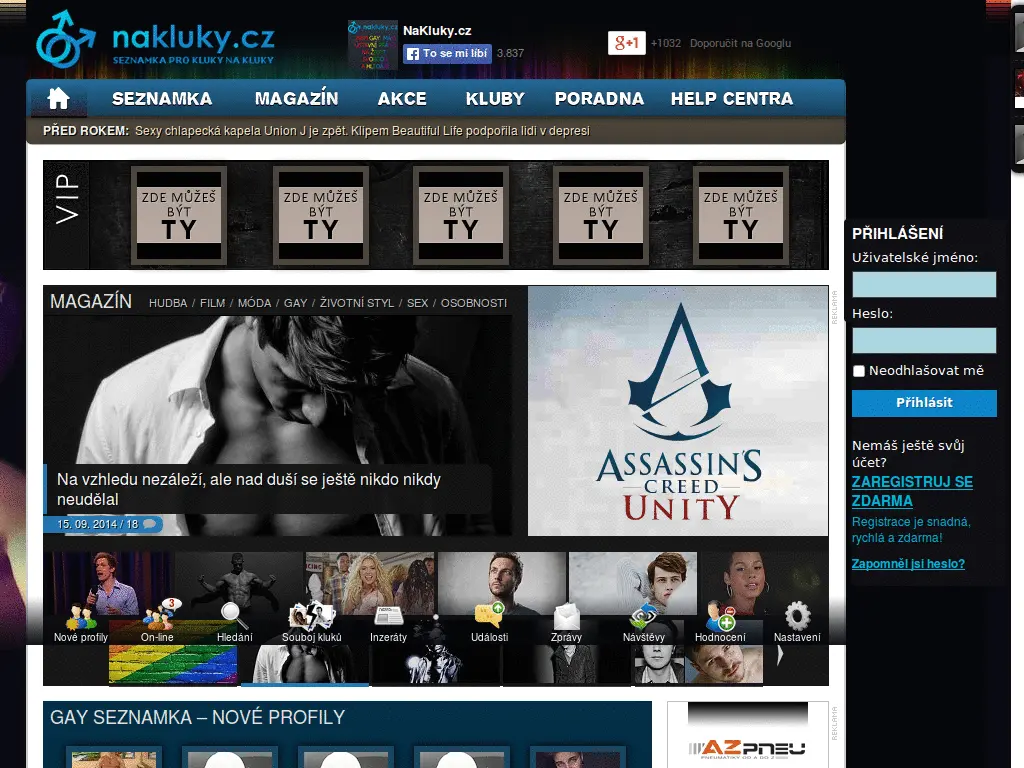 nakluky.cz
SEZNAMKA PRO KLUKY NA KLUKY
NaKluky.cz
To se mi líbí 3.837
g+1 +1032 Doporučit na Googlu
SEZNAMKA MAGAZÍN AKCE KLUBY PORADNA HELP CENTRA
PŘED ROKEM: Sexy chlapecká kapela Union J je zpět. Klipem Beautiful Life podpořila lidi v depresi
VIP
ZDE MŮŽEŠ
BÝT
TY
ZDE MŮŽEŠ
BÝT
TY
ZDE MŮŽEŠ
BÝT
TY
ZDE MŮŽEŠ
BÝT
TY
ZDE MŮŽEŠ
BÝT
TY
PŘIHLÁŠENÍ
Uživatelské jméno:
Heslo:
Neodhlašovat mě
Přihlásit
Nemáš ještě svůj
účet?
ZAREGISTRUJ SE
ZDARMA
Registrace je snadná,
rychlá a zdarma!
Zapomněl jsi heslo?
MAGAZÍN HUDBA / FILM / MÓDA / GAY / ŽIVOTNÍ STYL / SEX / OSOBNOSTI
Na vzhledu nezáleží, ale nad duší se ještě nikdo nikdy
neudělal
15. 09. 2014 / 18
ASSASSIN'S
CREED
UNITY
REKLAMA
3
Nové profily On-line Hledání Souboj kluků Inzeráty Události Zprávy Návštěvy Hodnocení Nastavení
GAY SEZNAMKA – NOVÉ PROFILY
AZ PNEU
PNEUMATIKY OD A DO Z
REKLAMA